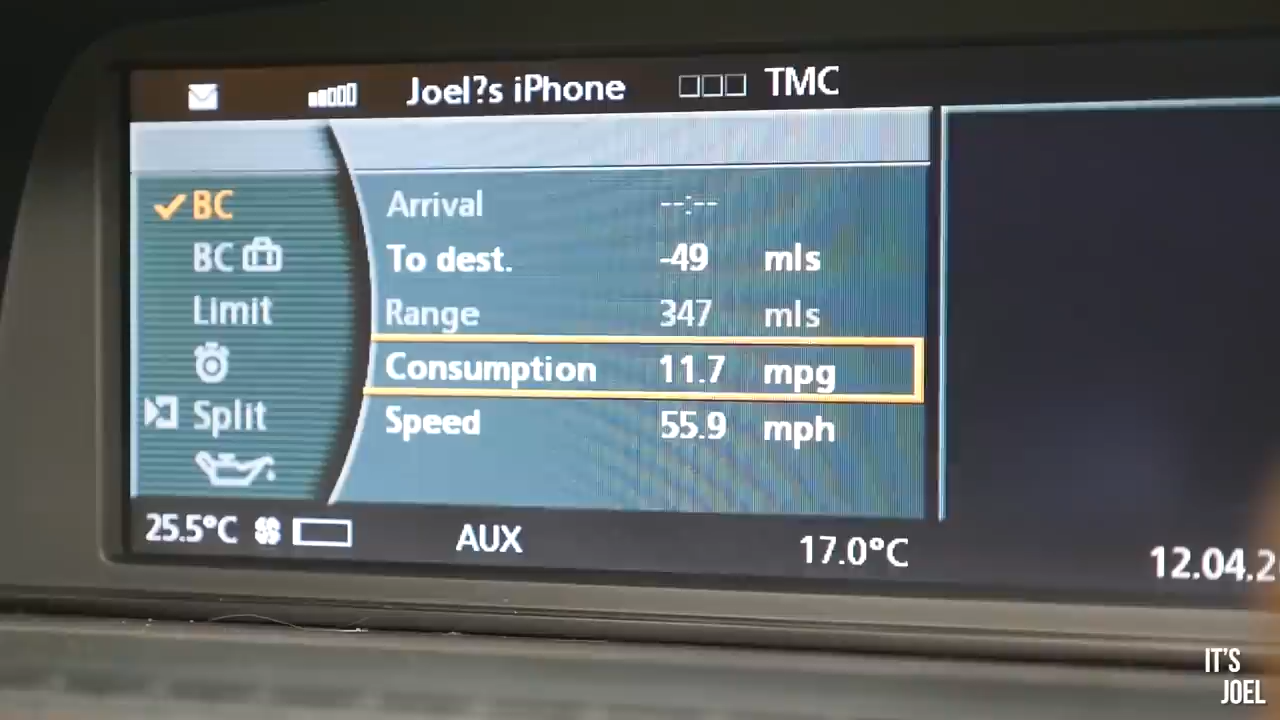 Joel?s iPhone □□□ TMC
BC
BC
Limit
Split
Arrival --:--
To dest. -49 mls
Range 347 mls
Consumption 11.7 mpg
Speed 55.9 mph
25.5°C AUX 17.0°C 12.04.2
IT'S
JOEL